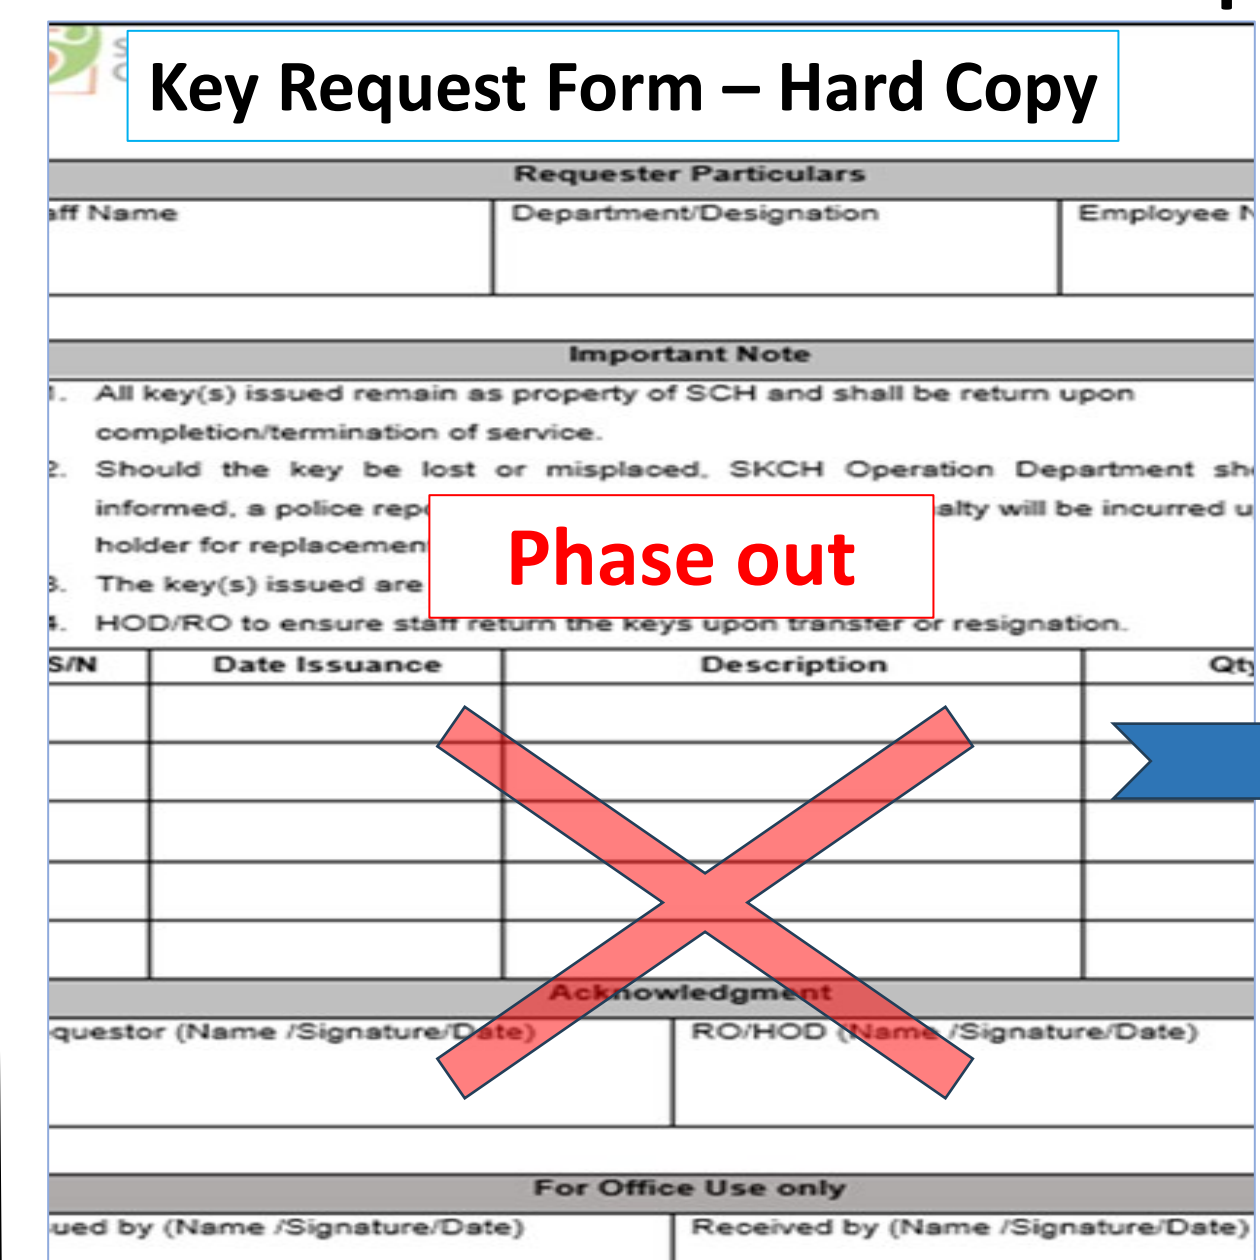 Key Request Form – Hard Copy
Requester Particulars
aff Name Department/Designation Employee N
Important Note
1. All key(s) issued remain as property of SCH and shall be return upon
completion/termination of service.
2. Should the key be lost or misplaced, SKCH Operation Department sh
informed, a police rep alty will be incurred u
holder for replacemen
Phase out
3. The key(s) issued are
4. HOD/RO to ensure staff return the keys upon transfer or resignation.
S/N Date Issuance Description Qty
Acknowledgment
questor (Name /Signature/Date) RO/HOD (Name /Signature/Date)
For Office Use only
ued by (Name /Signature/Date) Received by (Name /Signature/Date)